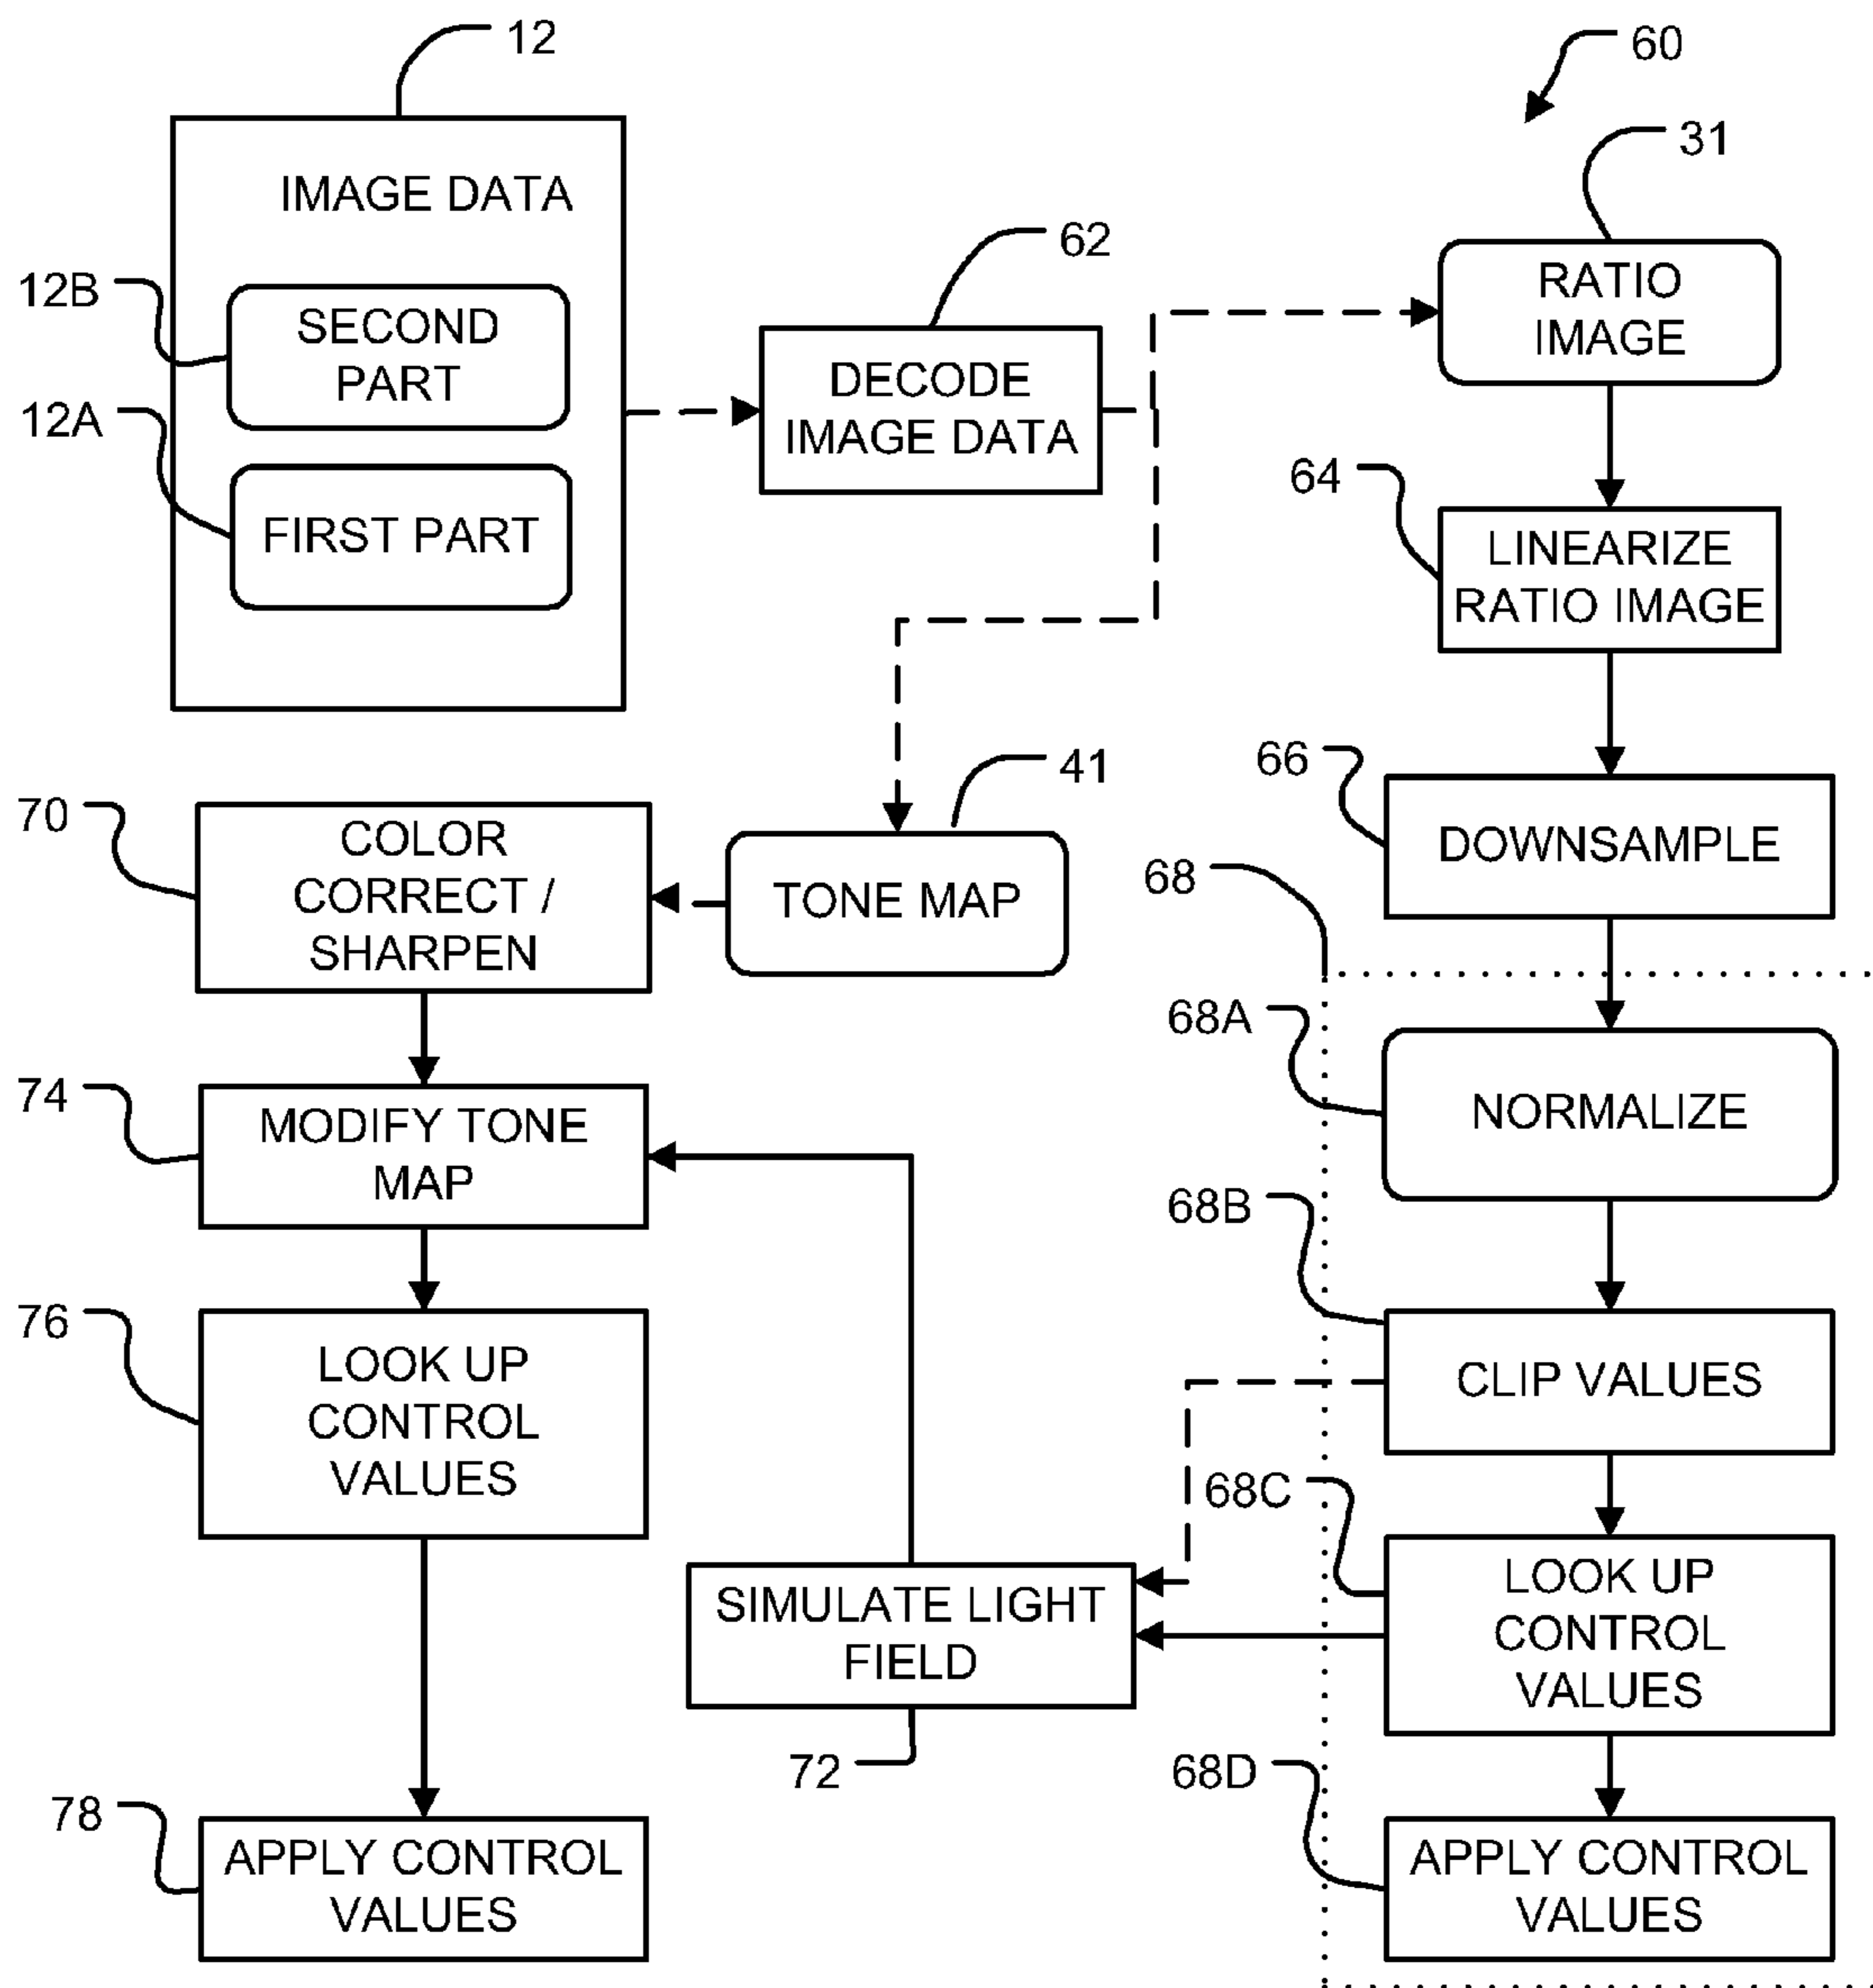 12
60
31
IMAGE DATA
62
RATIO
IMAGE
12B
SECOND
PART
DECODE
IMAGE DATA
12A
FIRST PART
64
LINEARIZE
RATIO IMAGE
41
66
70
COLOR
CORRECT /
SHARPEN
TONE MAP
DOWNSAMPLE
68
68A
NORMALIZE
74
MODIFY TONE
MAP
68B
76
LOOK UP
CONTROL
VALUES
CLIP VALUES
68C
SIMULATE LIGHT
FIELD
LOOK UP
CONTROL
VALUES
72
68D
78
APPLY CONTROL
VALUES
APPLY CONTROL
VALUES